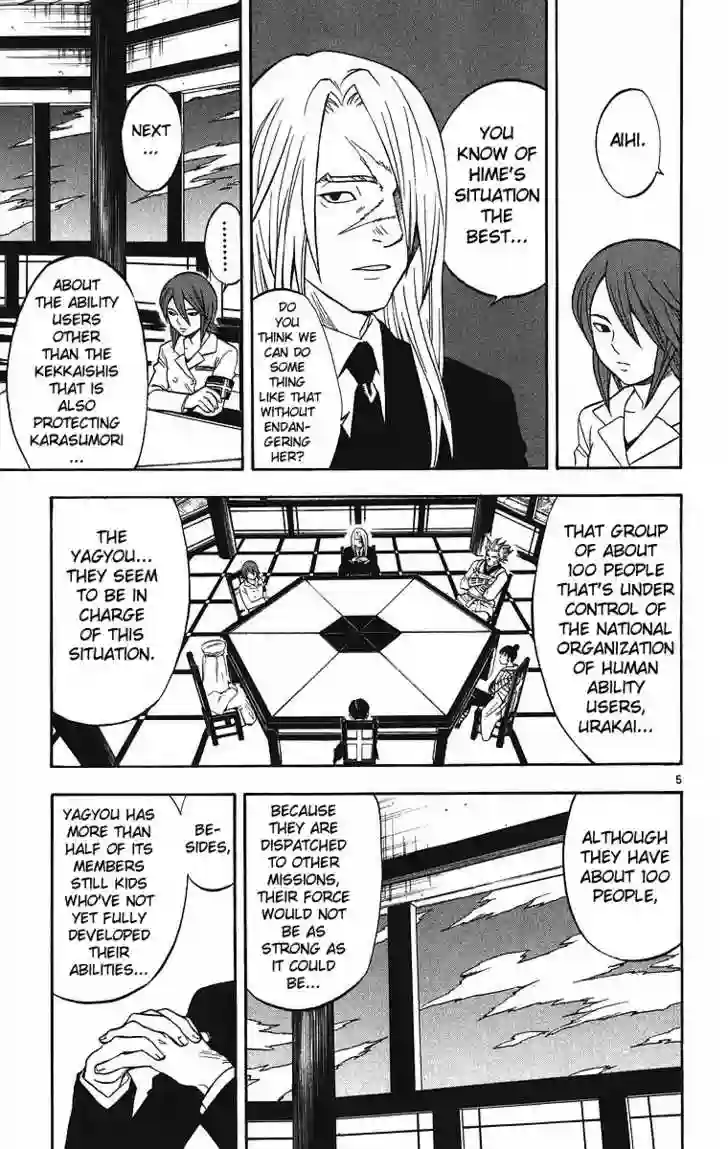 AIHI.
YOU
KNOW OF
HIME'S
SITUATION
THE
BEST...
DO
YOU
THINK WE
CAN DO
SOME
THING
LIKE THAT
WITHOUT
ENDAN-
GERING
HER?
NEXT
...
.........
ABOUT
THE ABILITY
USERS
OTHER
THAN THE
KEKKAISHIS
THAT IS
ALSO
PROTECTING
KARASUMORI
...
THAT GROUP
OF ABOUT
100 PEOPLE
THAT'S UNDER
CONTROL OF
THE NATIONAL
ORGANIZATION
OF HUMAN
ABILITY
USERS,
URAKAI...
THE
YAGYOU...
THEY SEEM
TO BE IN
CHARGE
OF THIS
SITUATION.
5
ALTHOUGH
THEY HAVE
ABOUT 100
PEOPLE,
BECAUSE
THEY ARE
DISPATCHED
TO OTHER
MISSIONS,
THEIR FORCE
WOULD NOT
BE AS
STRONG AS
IT COULD
BE...
BE-
SIDES,
YAGYOU HAS
MORE THAN
HALF OF ITS
MEMBERS
STILL KIDS
WHO'VE NOT
YET FULLY
DEVELOPED
THEIR
ABILITIES...